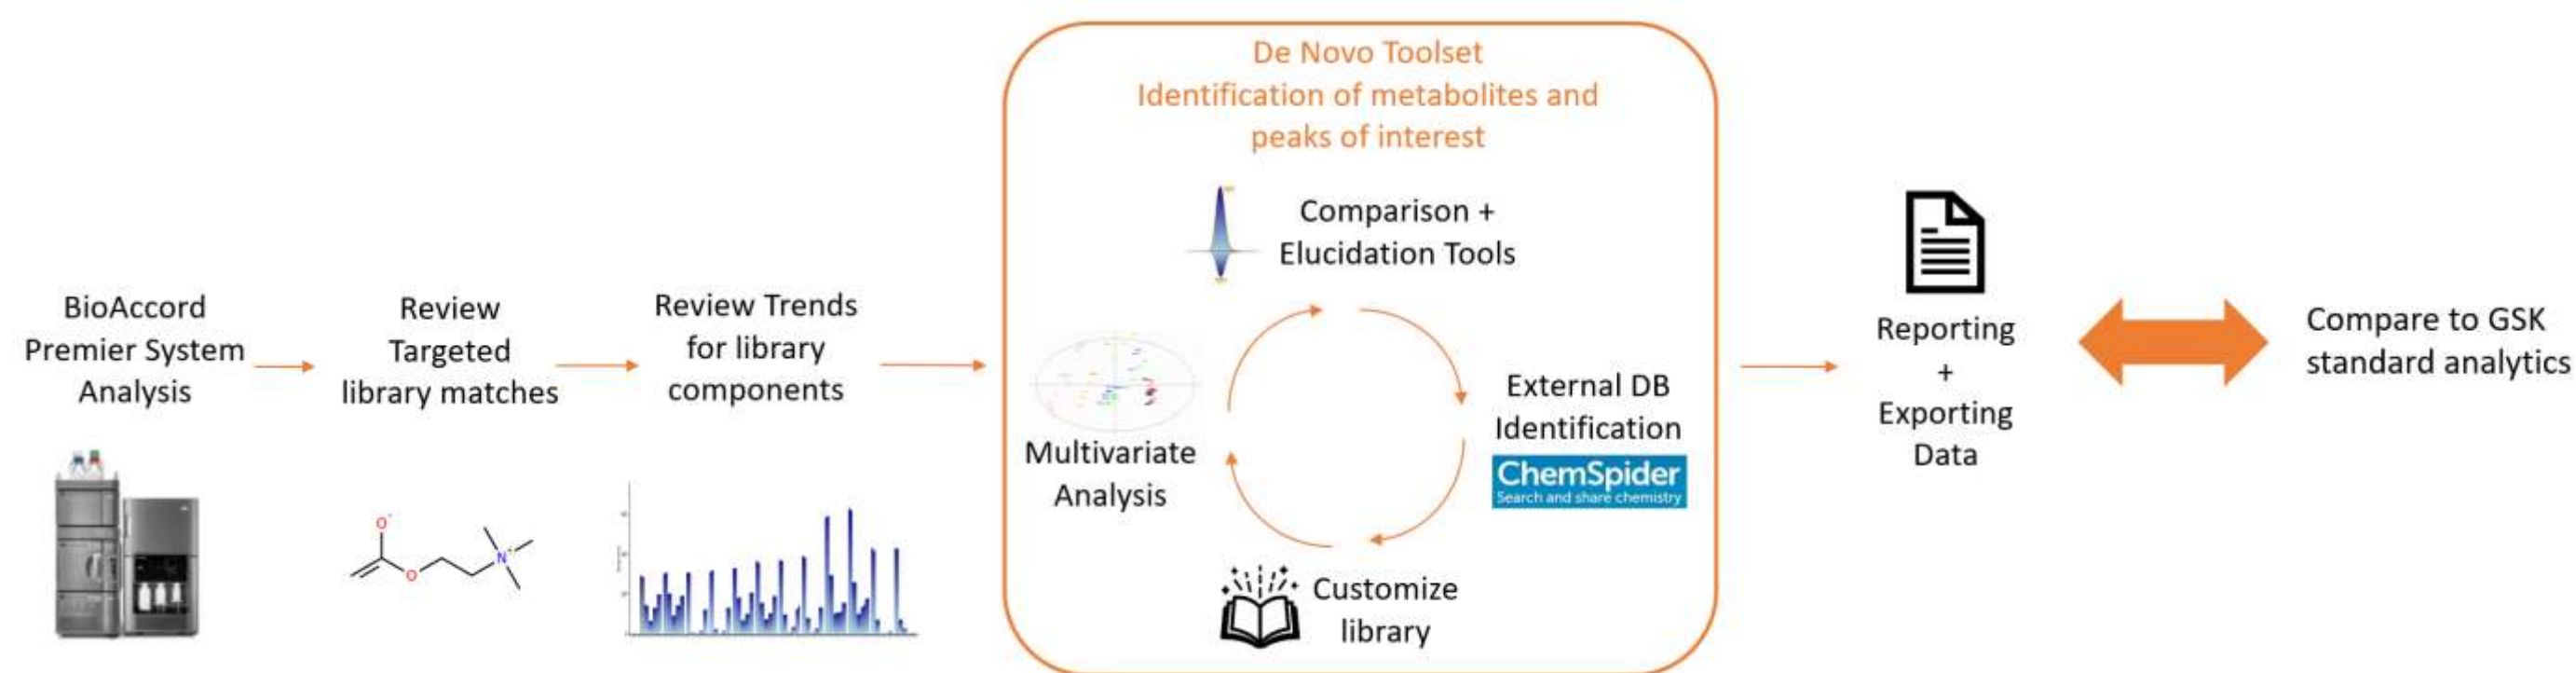 BioAccord
Premier System
Analysis
Review
Targeted
library matches
O-
O
N+
Review Trends
for library
components
De Novo Toolset
Identification of metabolites and
peaks of interest
Comparison +
Elucidation Tools
External DB
Identification
ChemSpider
Search and share chemistry
Customize
library
Multivariate
Analysis
Reporting
+
Exporting
Data
Compare to GSK
standard analytics